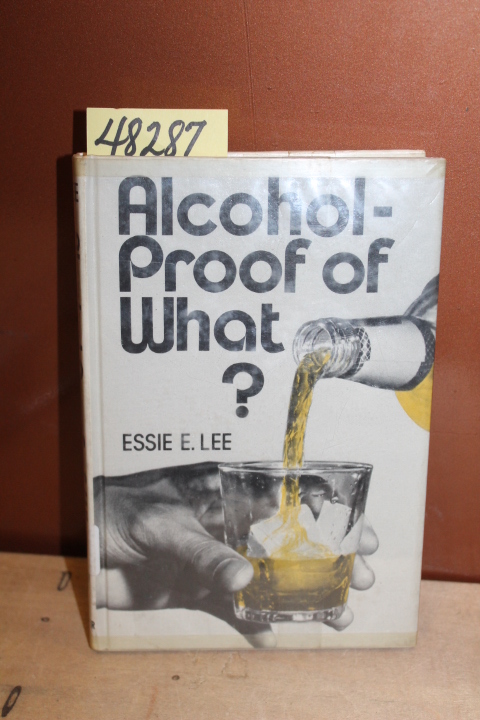 48287
Alcohol-
Proof of
What
?
ESSIE E. LEE